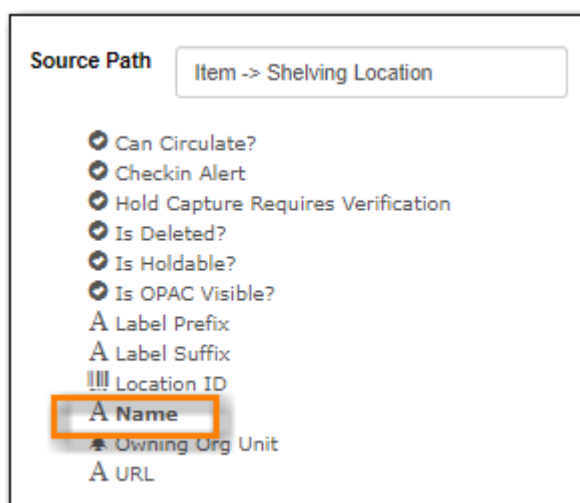 Source Path
Item -> Shelving Location
Can Circulate?
Checkin Alert
Hold Capture Requires Verification
Is Deleted?
Is Holdable?
Is OPAC Visible?
A Label Prefix
A Label Suffix
Location ID
A Name
Owning Org Unit
A URL